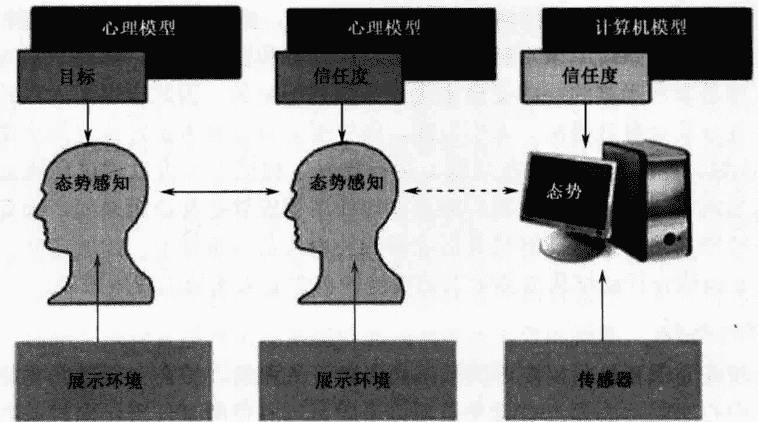 心理模型 心理模型 计算机模型
目标 信任度 信任度
态势感知 态势感知 态势
展示环境 展示环境 传感器